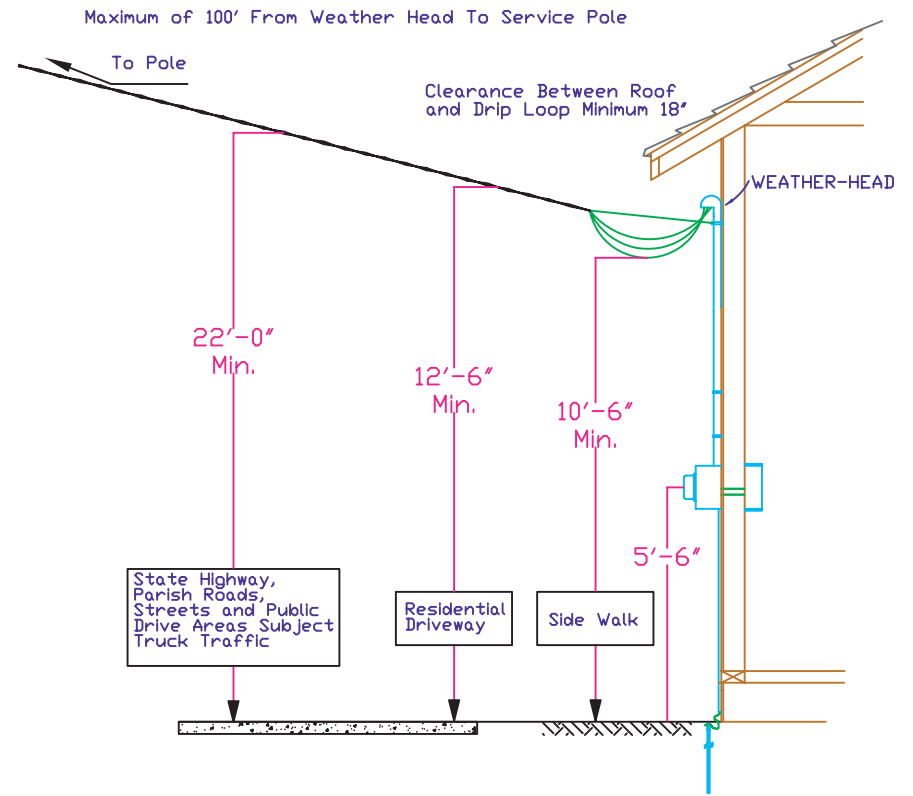 Maximum of 100' From Weather Head To Service Pole
To Pole
Clearance Between Roof
and Drip Loop Minimum 18"
WEATHER-HEAD
22'-0"
Min.
12'-6"
Min.
10'-6"
Min.
5'-6"
State Highway,
Parish Roads,
Streets and Public
Drive Areas Subject
Truck Traffic
Residential
Driveway
Side Walk